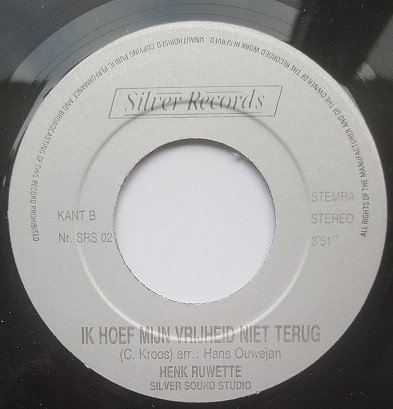 ALL RIGHTS OF THE MANUFACTURER AND OF THE OWNER OF THE RECORDED WORK RESERVED - UNAUTHORISED COPYING PUBLIC PERFORMANCE AND BROADCASTING OF THIS RECORD PROHIBITED
Silver Records
KANT B
Nr. SRS 02
STEMRA
STEREO
3'51"
IK HOEF MIJN VRIJHEID NIET TERUG
(C. Kroos) arr.: Hans Ouwejan
HENK RUWETTE
SILVER SOUND STUDIO